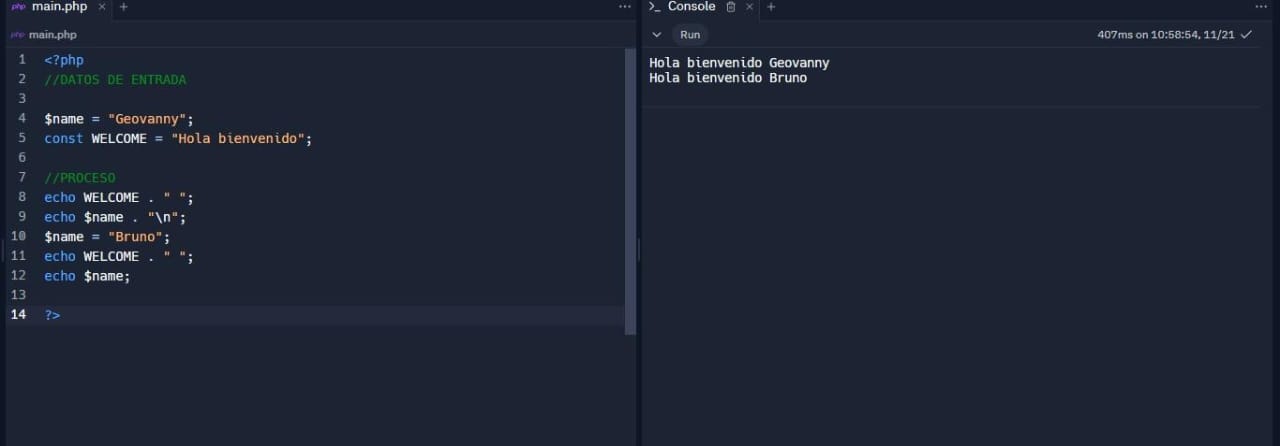 php main.php × +
php main.php
1 <?php
2 //DATOS DE ENTRADA
3
4 $name = "Geovanny";
5 const WELCOME = "Hola bienvenido";
6
7 //PROCESO
8 echo WELCOME . " ";
9 echo $name . "\n";
10 $name = "Bruno";
11 echo WELCOME . " ";
12 echo $name;
13
14 ?>
>_ Console × +
Run 407ms on 10:58:54, 11/21
Hola bienvenido Geovanny
Hola bienvenido Bruno